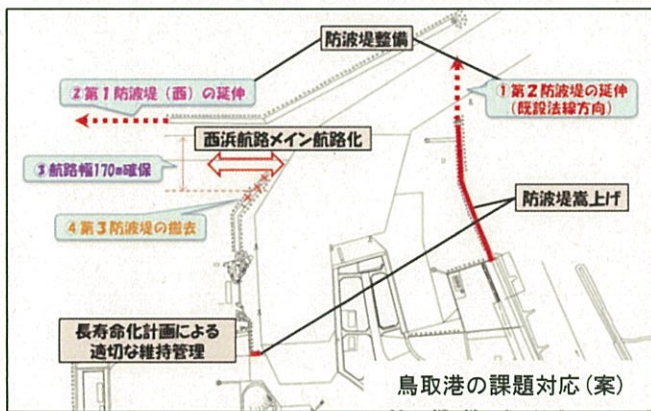 防波堤整備
②第1防波堤(西)の延伸
①第2防波堤の延伸
(既設法線方向)
西浜航路メイン航路化
③航路幅170m確保
防波堤嵩上げ
④第3防波堤の撤去
長寿命化計画による
適切な維持管理
鳥取港の課題対応(案)